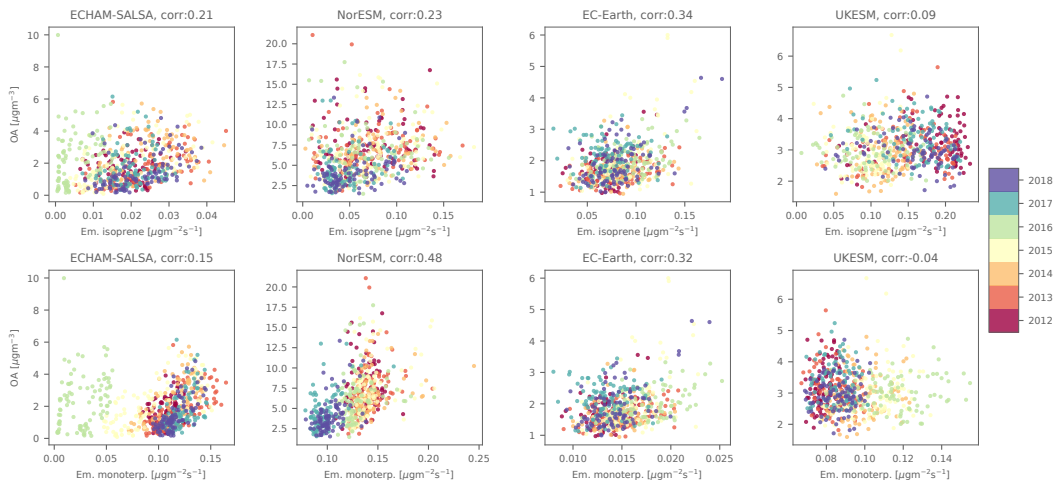 ECHAM-SALSA, corr:0.21
NorESM, corr:0.23
EC-Earth, corr:0.34
UKESM, corr:0.09
OA [μgm⁻³]
10
8
6
4
2
0
0.00 0.01 0.02 0.03 0.04
Em. isoprene [μgm⁻²s⁻¹]
20.0
17.5
15.0
12.5
10.0
7.5
5.0
2.5
0.00 0.05 0.10 0.15
Em. isoprene [μgm⁻²s⁻¹]
6
5
4
3
2
1
0.05 0.10 0.15
Em. isoprene [μgm⁻²s⁻¹]
6
5
4
3
2
0.00 0.05 0.10 0.15 0.20
Em. isoprene [μgm⁻²s⁻¹]
ECHAM-SALSA, corr:0.15
NorESM, corr:0.48
EC-Earth, corr:0.32
UKESM, corr:-0.04
OA [μgm⁻³]
10
8
6
4
2
0
0.00 0.05 0.10 0.15
Em. monoterp. [μgm⁻²s⁻¹]
20.0
17.5
15.0
12.5
10.0
7.5
5.0
2.5
0.10 0.15 0.20 0.25
Em. monoterp. [μgm⁻²s⁻¹]
6
5
4
3
2
1
0.010 0.015 0.020 0.025
Em. monoterp. [μgm⁻²s⁻¹]
6
5
4
3
2
0.08 0.10 0.12 0.14
Em. monoterp. [μgm⁻²s⁻¹]
2018
2017
2016
2015
2014
2013
2012